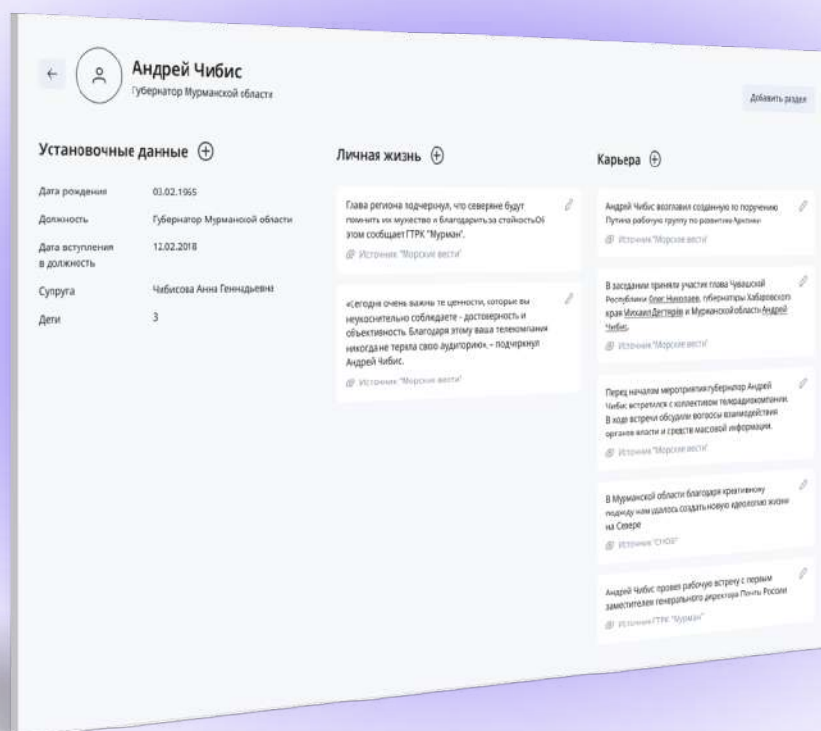 Андрей Чибис
Губернатор Мурманской области
Добавить раздел
Установочные данные
Дата рождения
03.02.1965
Должность
Губернатор Мурманской области
Дата вступления
в должность
12.02.2018
Супруга
Чибисова Анна Геннадьевна
Дети
3
Личная жизнь
Глава региона подчеркнул, что северяне будут
помнить их мужество и благодарить за стойкостьОб
этом сообщает ГТРК "Мурман".
Источник "Морские вести"
«Сегодня очень важны те ценности, которые вы
неукоснительно соблюдаете - достоверность и
объективность. Благодаря этому ваша телекомпания
никогда не теряла свою аудиторию», – подчеркнул
Андрей Чибис.
Источник "Морские вести"
Карьера
Андрей Чибис возглавил созданную по поручению
Путина рабочую группу по развитию Арктики
Источник "Морские вести"
В заседании приняли участие глава Чувашской
Республики Олег Николаев, губернаторы Хабаровского
края Михаил Дегтярёв и Мурманской области Андрей
Чибис.
Источник "Морские вести"
Перед началом мероприятия губернатор Андрей
Чибис встретился с коллективом телерадиокомпании.
В ходе встречи обсудили вопросы взаимодействия
органов власти и средств массовой информации.
Источник "Морские вести"
В Мурманской области благодаря креативному
подходу нам удалось создать новую идеологию жизни
на Севере
Источник "СНОБ"
Андрей Чибис провел рабочую встречу с первым
заместителем генерального директора Почты России
Источник ГТРК "Мурман"